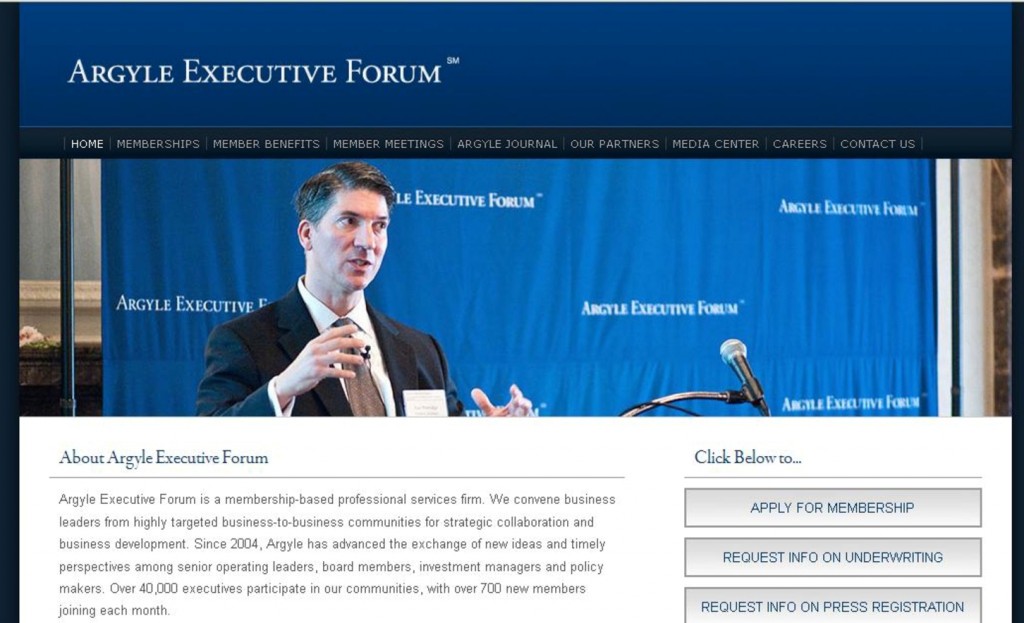 ARGYLE EXECUTIVE FORUM SM
HOME | MEMBERSHIPS | MEMBER BENEFITS | MEMBER MEETINGS | ARGYLE JOURNAL | OUR PARTNERS | MEDIA CENTER | CAREERS | CONTACT US
LE EXECUTIVE FORUM
ARGYLE EXECUTIVE FORUM
ARGYLE EXECUTIVE F
ARGYLE EXECUTIVE FORUM
ARGYLE EXECUTIVE FORUM
About Argyle Executive Forum
Argyle Executive Forum is a membership-based professional services firm. We convene business
leaders from highly targeted business-to-business communities for strategic collaboration and
business development. Since 2004, Argyle has advanced the exchange of new ideas and timely
perspectives among senior operating leaders, board members, investment managers and policy
makers. Over 40,000 executives participate in our communities, with over 700 new members
joining each month.
Click Below to...
APPLY FOR MEMBERSHIP
REQUEST INFO ON UNDERWRITING
REQUEST INFO ON PRESS REGISTRATION